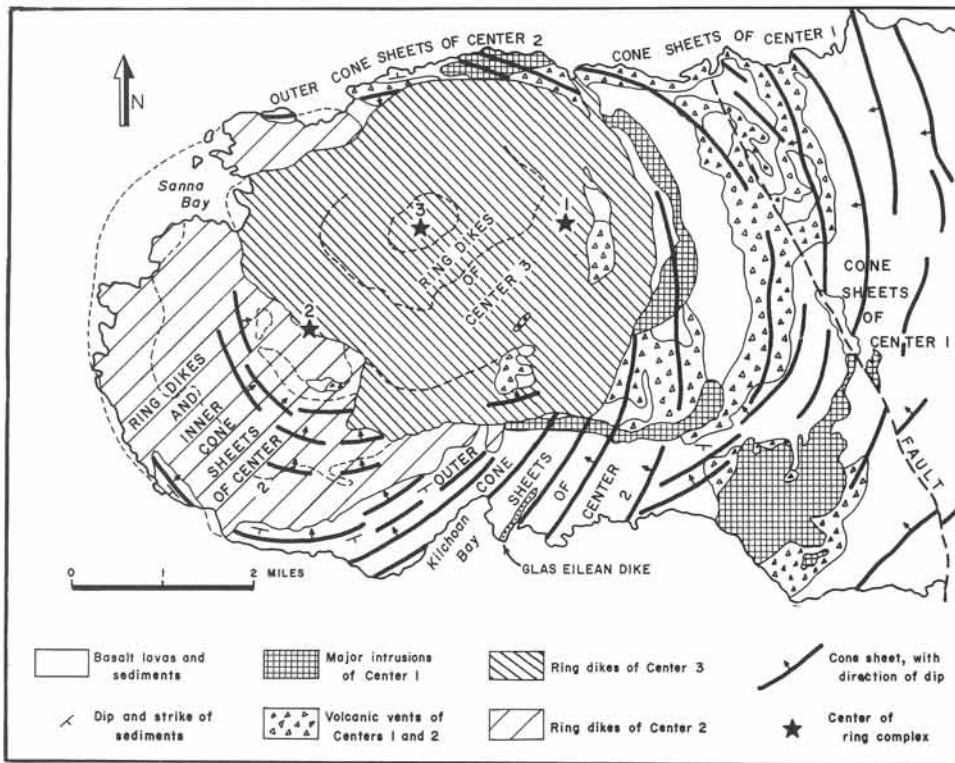 N
OUTER CONE SHEETS OF CENTER 2
CONE SHEETS OF CENTER 1
Sanna
Bay
3
1
RING DIKES
OF
CENTER 3
2
CONE
SHEETS
OF
CENTER 1
RING (DIKES
AND)
INNER
CONE
SHEETS
OF CENTER
2
OUTER
CONE
SHEETS
OF
CENTER
2
FAULT
Kilchoan
Bay
GLAS EILEAN DIKE
0 1 2 MILES
Basalt lavas and
sediments
Major intrusions
of Center 1
Ring dikes of Center 3
Cone sheet, with
direction of dip
Dip and strike of
sediments
Volcanic vents of
Centers 1 and 2
Ring dikes of Center 2
Center of
ring complex